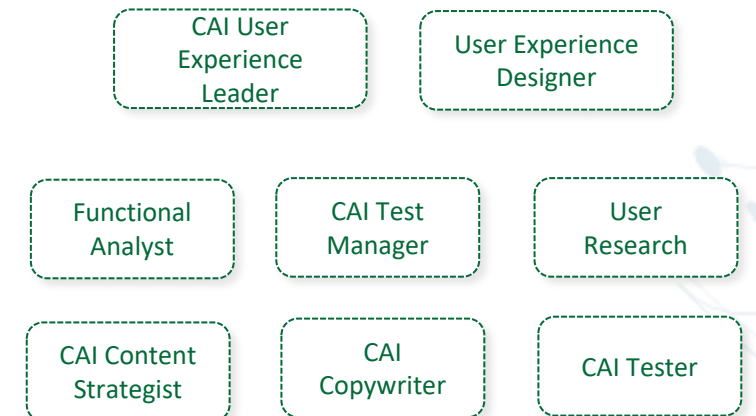 CAI User
Experience
Leader
User Experience
Designer
Functional
Analyst
CAI Test
Manager
User
Research
CAI Content
Strategist
CAI
Copywriter
CAI Tester